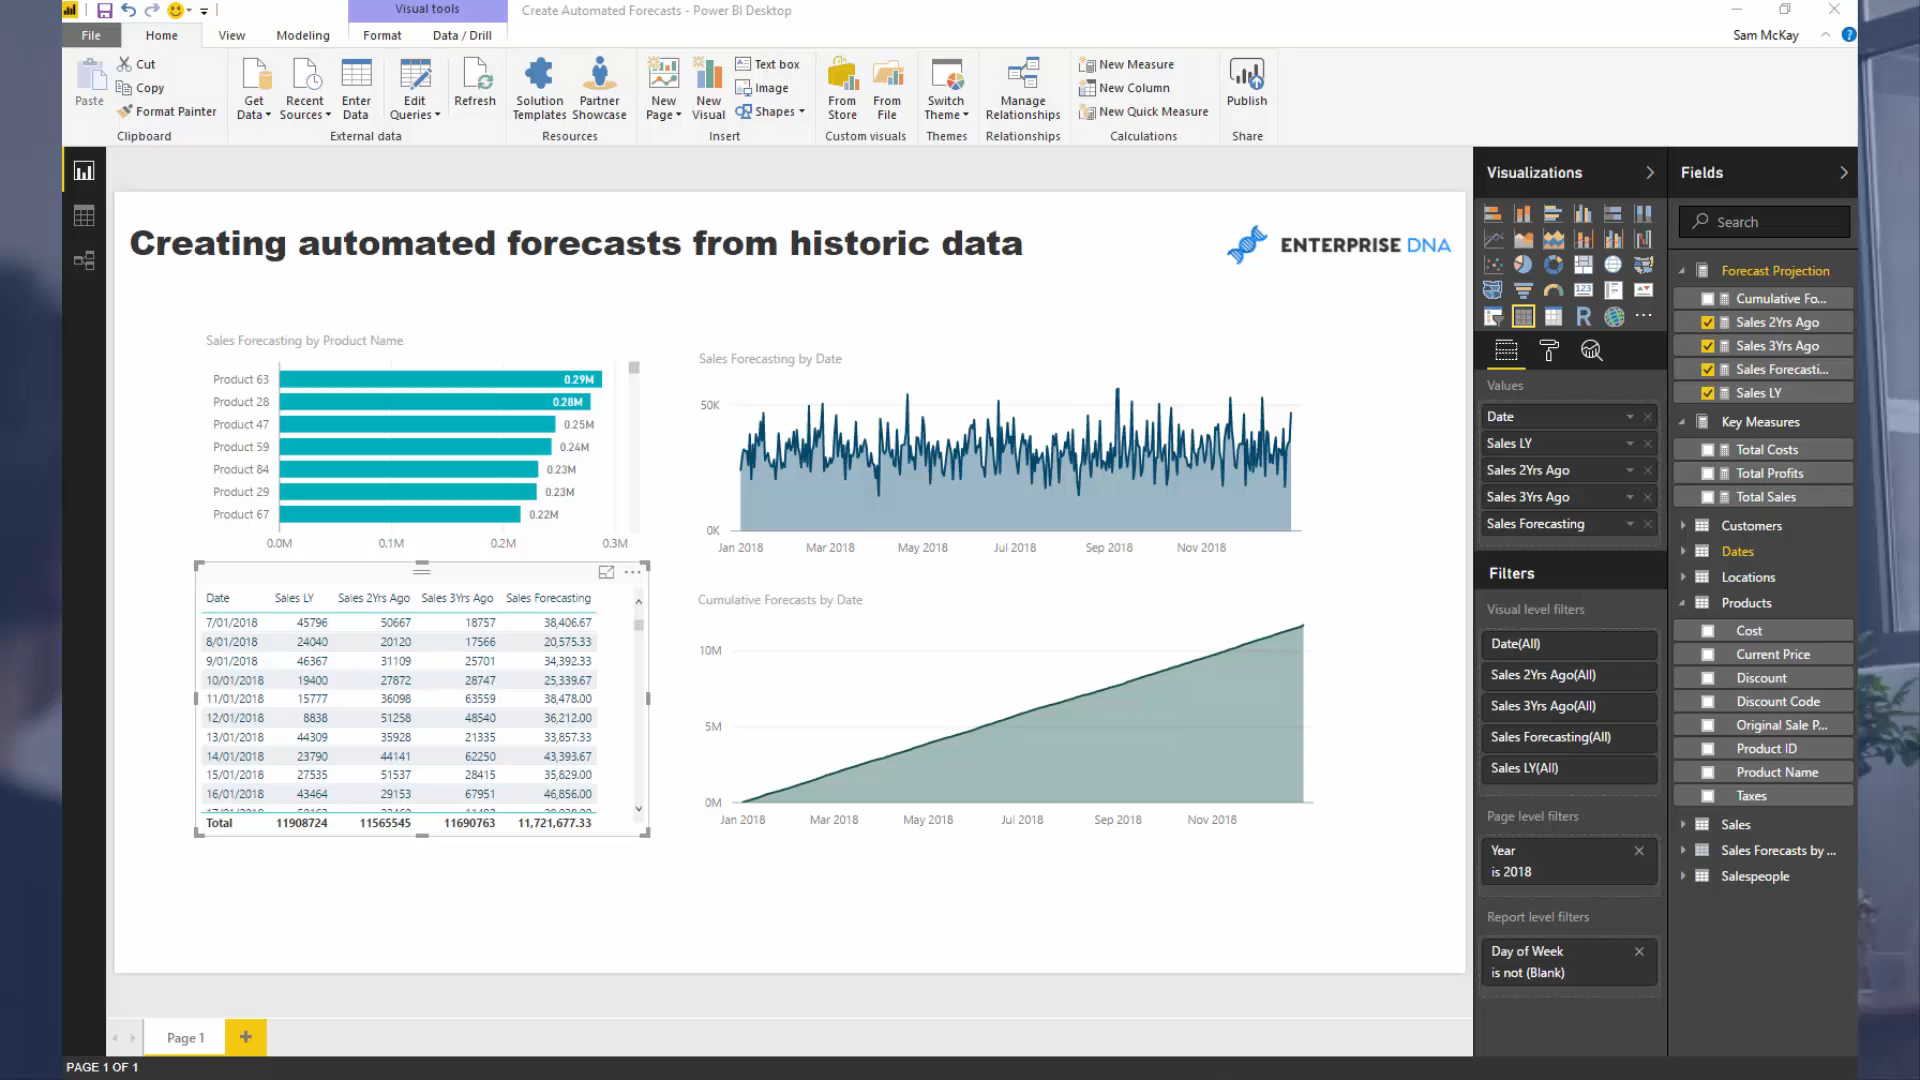 Visual tools
Create Automated Forecasts - Power BI Desktop
File
Home
View
Modeling
Format
Data / Drill
Sam McKay
?
Paste
Cut
Copy
Format Painter
Clipboard
Get Data
Recent Sources
Enter Data
Edit Queries
Refresh
External data
Solution Templates
Partner Showcase
Resources
New Page
New Visual
Text box
Image
Shapes
Insert
From Store
From File
Custom visuals
Switch Theme
Themes
Manage Relationships
Relationships
New Measure
New Column
New Quick Measure
Calculations
Publish
Share
Creating automated forecasts from historic data
ENTERPRISE DNA
Sales Forecasting by Product Name
Product 63 0.29M
Product 28 0.28M
Product 47 0.25M
Product 59 0.24M
Product 84 0.23M
Product 29 0.23M
Product 67 0.22M
0.0M 0.1M 0.2M 0.3M
Sales Forecasting by Date
50K
0K
Jan 2018 Mar 2018 May 2018 Jul 2018 Sep 2018 Nov 2018
Date Sales LY Sales 2Yrs Ago Sales 3Yrs Ago Sales Forecasting
7/01/2018 45796 50667 18757 38,406.67
8/01/2018 24040 20120 17566 20,575.33
9/01/2018 46367 31109 25701 34,392.33
10/01/2018 19400 27872 28747 25,339.67
11/01/2018 15777 36098 63559 38,478.00
12/01/2018 8838 51258 48540 36,212.00
13/01/2018 44309 35928 21335 33,857.33
14/01/2018 23790 44141 62250 43,393.67
15/01/2018 27535 51537 28415 35,829.00
16/01/2018 43464 29153 67951 46,856.00
Total 11908724 11565545 11690763 11,721,677.33
Cumulative Forecasts by Date
10M
5M
0M
Jan 2018 Mar 2018 May 2018 Jul 2018 Sep 2018 Nov 2018
Visualizations
R
Values
Date
Sales LY
Sales 2Yrs Ago
Sales 3Yrs Ago
Sales Forecasting
Filters
Visual level filters
Date(All)
Sales 2Yrs Ago(All)
Sales 3Yrs Ago(All)
Sales Forecasting(All)
Sales LY(All)
Page level filters
Year
is 2018
Report level filters
Day of Week
is not (Blank)
Fields
Search
Forecast Projection
Cumulative Fo...
Sales 2Yrs Ago
Sales 3Yrs Ago
Sales Forecasti...
Sales LY
Key Measures
Total Costs
Total Profits
Total Sales
Customers
Dates
Locations
Products
Cost
Current Price
Discount
Discount Code
Original Sale P...
Product ID
Product Name
Taxes
Sales
Sales Forecasts by ...
Salespeople
Page 1
PAGE 1 OF 1